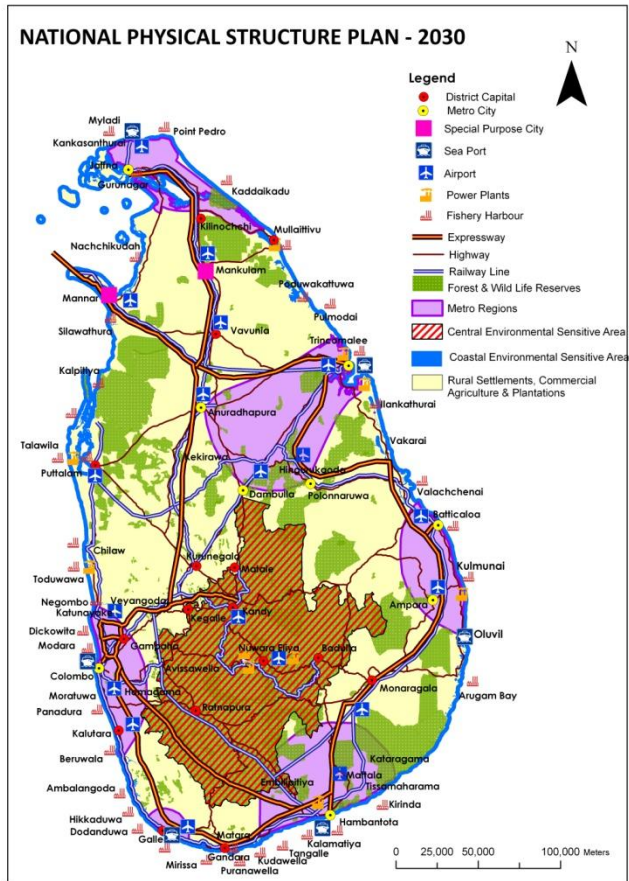 NATIONAL PHYSICAL STRUCTURE PLAN - 2030
N
Legend
District Capital
Metro City
Special Purpose City
Sea Port
Airport
Power Plants
Fishery Harbour
Expressway
Highway
Railway Line
Forest & Wild Life Reserves
Metro Regions
Central Environmental Sensitive Area
Coastal Environmental Sensitive Area
Rural Settlements, Commercial
Agriculture & Plantations
Myladi
Point Pedro
Kankasanthurai
Jaffna
Gurunagar
Kaddaikadu
Kilinochchi
Mullaittivu
Nachchikudah
Mankulam
Mannar
Paduwakattuwa
Pulmodai
Silawathura
Vavunia
Trincomalee
Kalpitiya
Ilankathurai
Anuradhapura
Vakarai
Talawila
Kekirawa
Hingurukgoda
Puttalam
Dambulla
Polonnaruwa
Valachchenai
Batticaloa
Chilaw
Kurunegala
Matale
Kulmunai
Toduwawa
Veyangoda
Negombo
Katunayake
Kegalle
Kandy
Ampara
Dickowita
Gampaha
Oluvil
Modara
Nuwara Eliya
Badulla
Avissawella
Colombo
Monaragala
Homagama
Arugam Bay
Moratuwa
Ratnapura
Panadura
Kalutara
Beruwala
Kataragama
Mattala
Embilipitiya
Tissamaharama
Ambalangoda
Kirinda
Hikkaduwa
Hambantota
Dodanduwa
Galle
Matara
Kalamatiya
Gandara
Tangalle
Kudawella
Mirissa
Puranawella
0 25,000 50,000 100,000 Meters